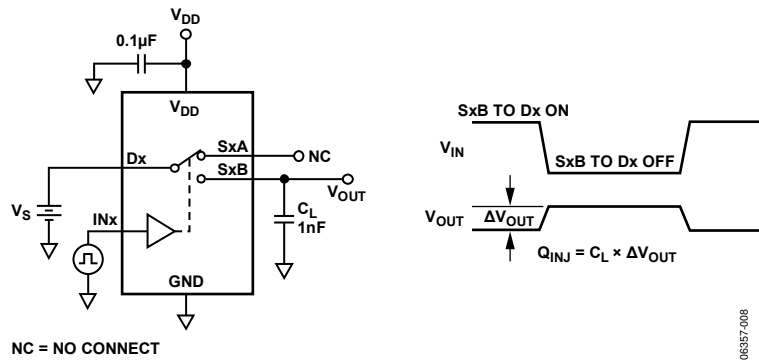 VDD
0.1µF
VDD
Dx
SxA
NC
SxB
VOUT
VS
INx
CL
1nF
GND
NC = NO CONNECT
SxB TO Dx ON
VIN
SxB TO Dx OFF
VOUT
ΔVOUT
QINJ = CL × ΔVOUT
06357-008